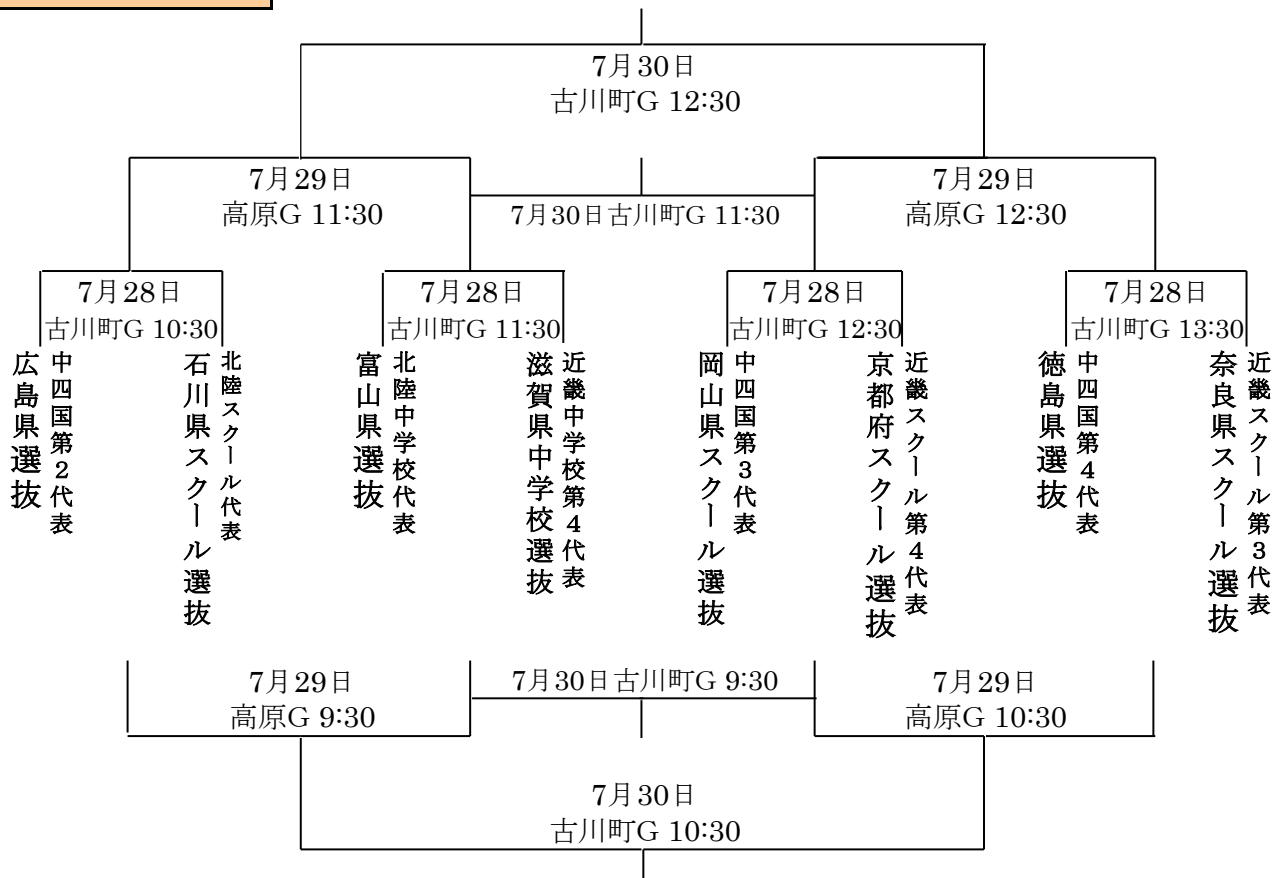 7月30日
古川町G 12:30
7月29日
高原G 11:30
7月30日古川町G 11:30
7月29日
高原G 12:30
7月28日
古川町G 10:30
7月28日
古川町G 11:30
7月28日
古川町G 12:30
7月28日
古川町G 13:30
中四国第2代表
広島県選抜
北陸スクール代表
石川県スクール選抜
北陸中学校代表
富山県選抜
近畿中学校第4代表
滋賀県中学校選抜
中四国第3代表
岡山県スクール選抜
近畿スクール第4代表
京都府スクール選抜
中四国第4代表
徳島県選抜
近畿スクール第3代表
奈良県スクール選抜
7月29日
高原G 9:30
7月30日古川町G 9:30
7月29日
高原G 10:30
7月30日
古川町G 10:30